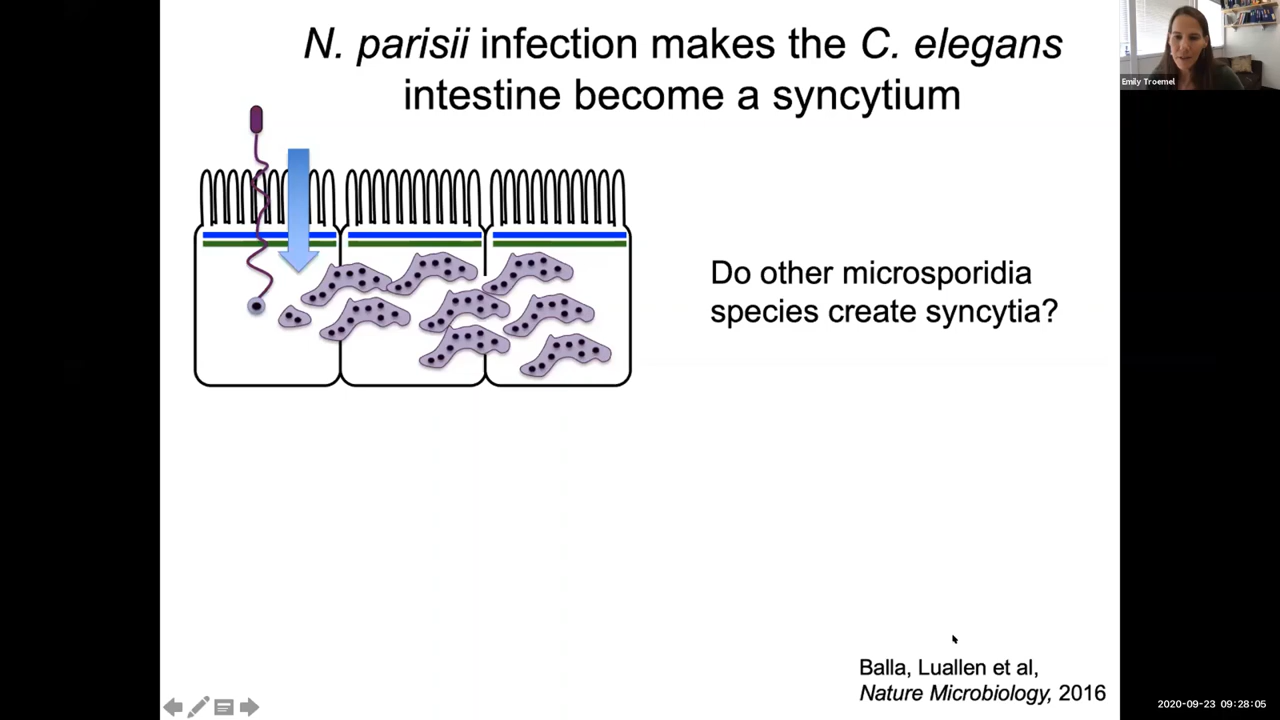 N. parisii infection makes the C. elegans
intestine become a syncytium
Emily Troemel
Do other microsporidia
species create syncytia?
Balla, Luallen et al,
Nature Microbiology, 2016
2020-09-23 09:28:05